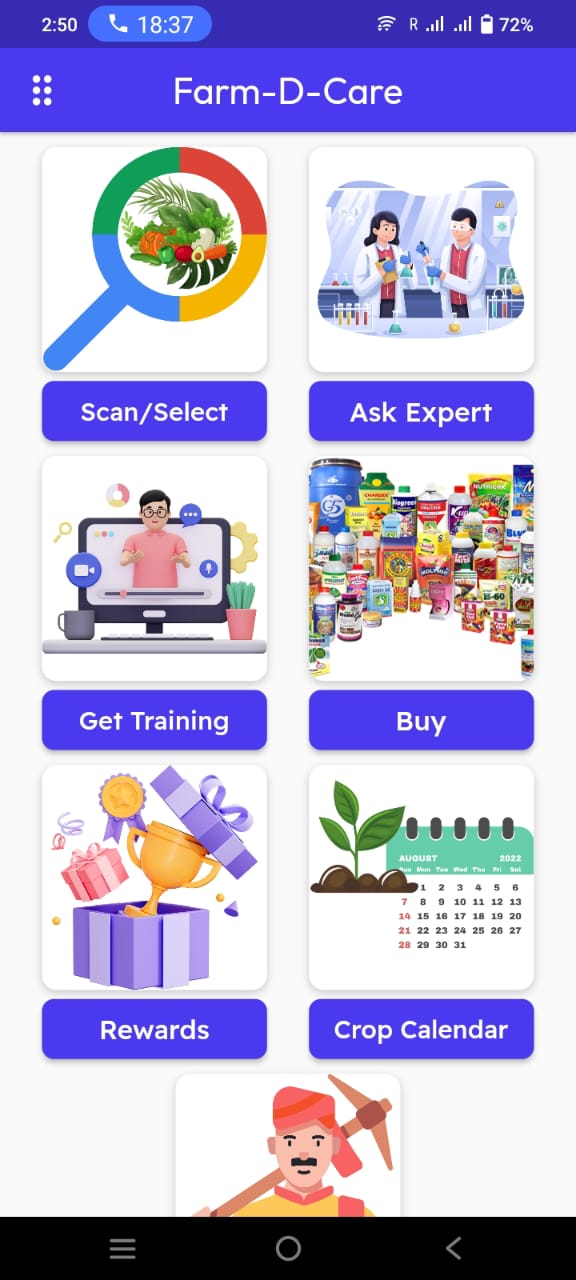 2:50 18:37 R 72%
Farm-D-Care
Scan/Select
Ask Expert
Get Training
Buy
Rewards
AUGUST 2022
Sun Mon Tue Wed Thu Fri Sat
1 2 3 4 5 6
7 8 9 10 11 12 13
14 15 16 17 18 19 20
21 22 23 24 25 26 27
28 29 30 31
Crop Calendar